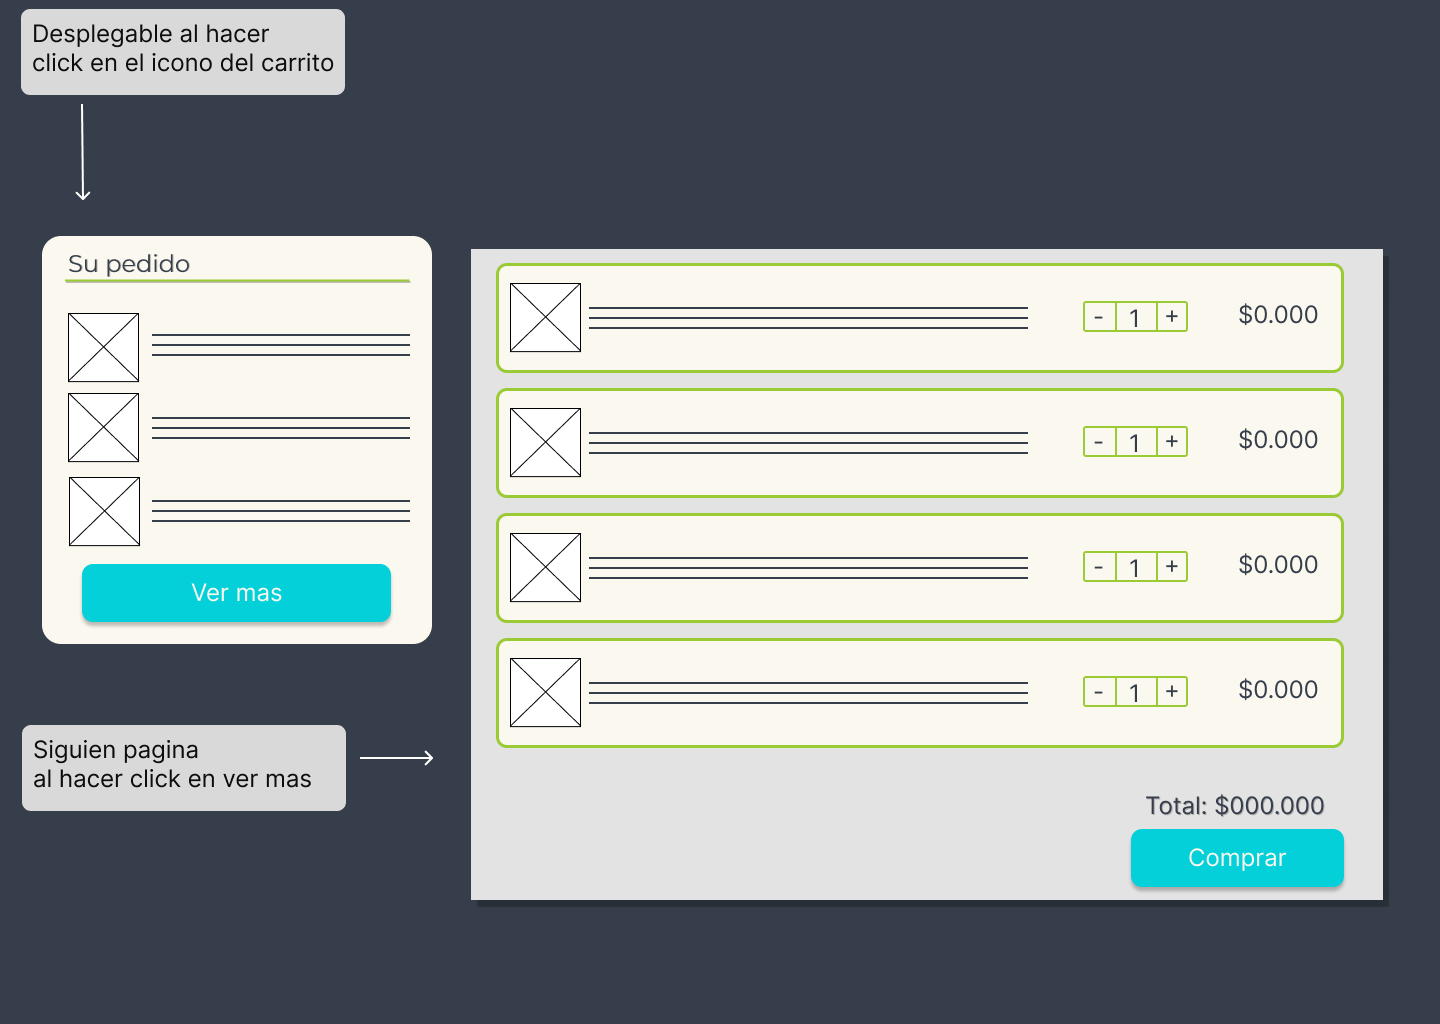 Desplegable al hacer
click en el icono del carrito
Su pedido
Ver mas
Siguien pagina
al hacer click en ver mas
- 1 + $0.000
- 1 + $0.000
- 1 + $0.000
- 1 + $0.000
Total: $000.000
Comprar